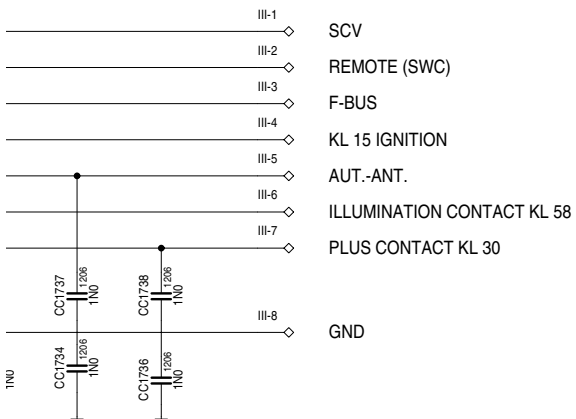 III-1
SCV
III-2
REMOTE (SWC)
III-3
F-BUS
III-4
KL 15 IGNITION
III-5
AUT.-ANT.
III-6
ILLUMINATION CONTACT KL 58
III-7
PLUS CONTACT KL 30
CC1737
1206
1N0
CC1738
1206
1N0
III-8
GND
1N0
CC1734
1206
1N0
CC1736
1206
1N0